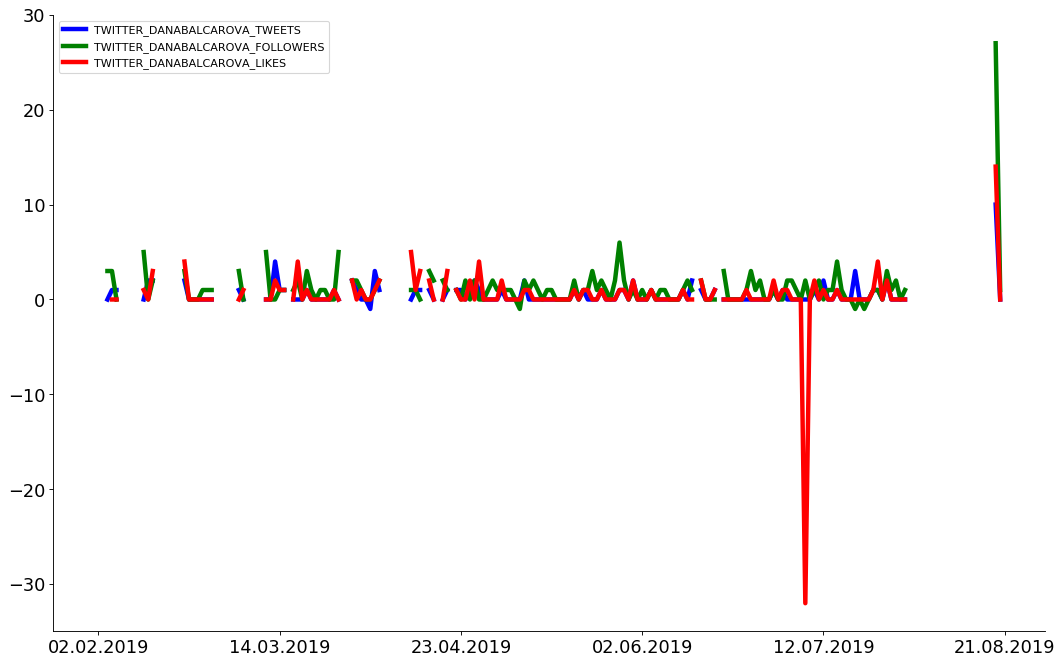 30
20
10
0
−10
−20
−30
TWITTER_DANABALCAROVA_TWEETS
TWITTER_DANABALCAROVA_FOLLOWERS
TWITTER_DANABALCAROVA_LIKES
02.02.2019 14.03.2019 23.04.2019 02.06.2019 12.07.2019 21.08.2019